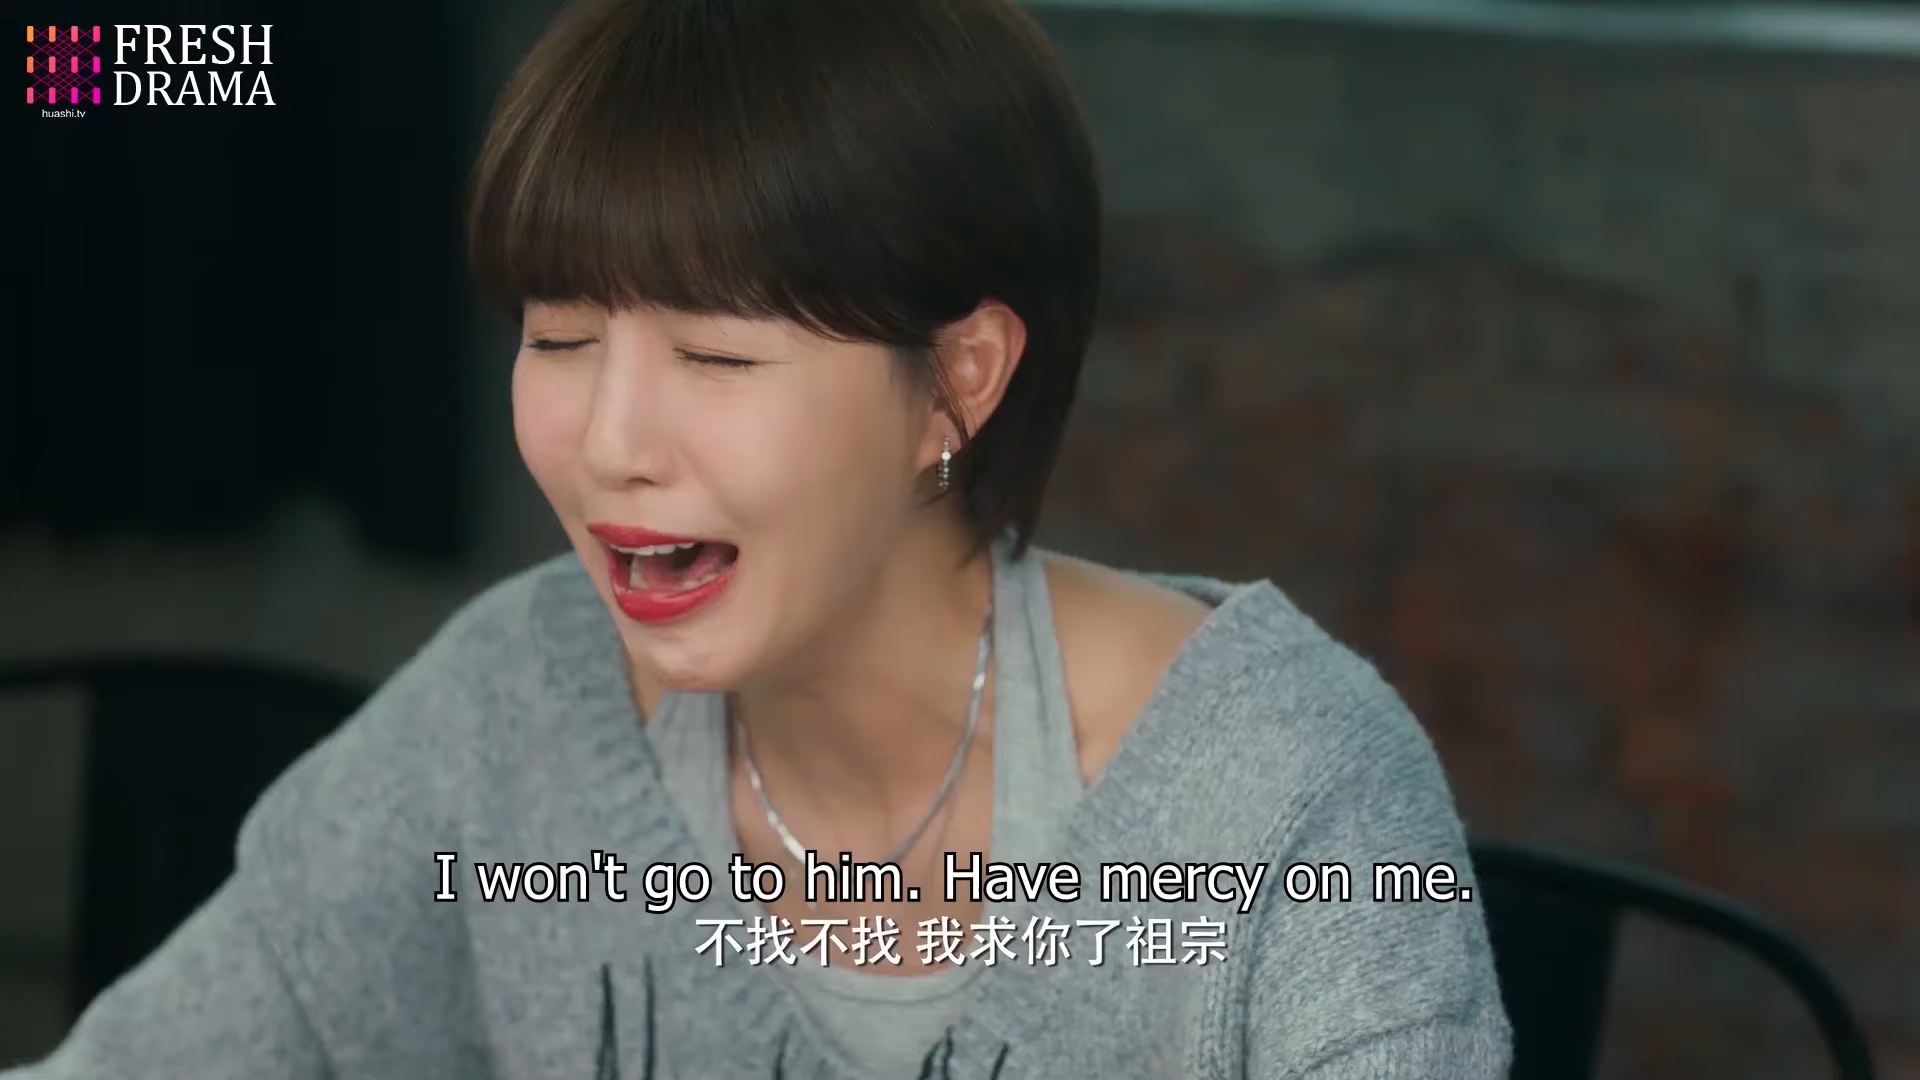 FRESH
DRAMA
huashi.tv
I won't go to him. Have mercy on me.
不找不找 我求你了祖宗